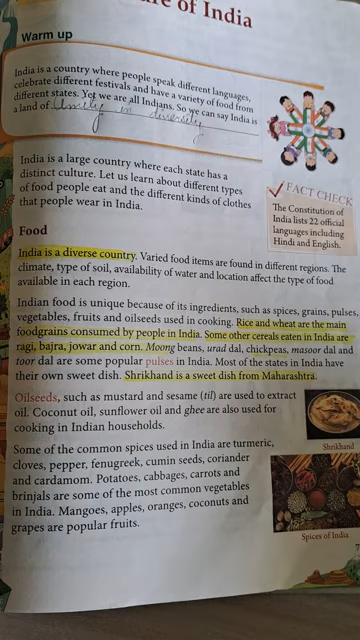 re of India
Warm up
India is a country where people speak different languages,
celebrate different festivals and have a variety of food from
different states. Yet we are all Indians. So we can say India is
a land of Unity in diversity
India is a large country where each state has a
distinct culture. Let us learn about different types
of food people eat and the different kinds of clothes
that people wear in India.
FACT CHECK
The Constitution of
India lists 22 official
languages including
Hindi and English.
Food
India is a diverse country. Varied food items are found in different regions. The
climate, type of soil, availability of water and location affect the type of food
available in each region.
Indian food is unique because of its ingredients, such as spices, grains, pulses,
vegetables, fruits and oilseeds used in cooking. Rice and wheat are the main
foodgrains consumed by people in India. Some other cereals eaten in India are
ragi, bajra, jowar and corn. Moong beans, urad dal, chickpeas, masoor dal and
toor dal are some popular pulses in India. Most of the states in India have
their own sweet dish. Shrikhand is a sweet dish from Maharashtra.
Oilseeds, such as mustard and sesame (til) are used to extract
oil. Coconut oil, sunflower oil and ghee are also used for
cooking in Indian households.
Shrikhand
Some of the common spices used in India are turmeric,
cloves, pepper, fenugreek, cumin seeds, coriander
and cardamom. Potatoes, cabbages, carrots and
brinjals are some of the most common vegetables
in India. Mangoes, apples, oranges, coconuts and
grapes are popular fruits.
Spices of India